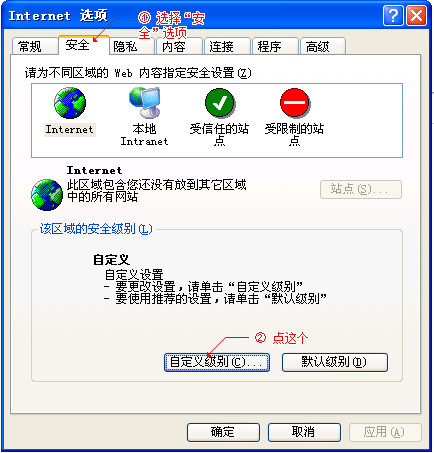 Internet 选项
① 选择“安
全”选项
常规
安全
隐私
内容
连接
程序
高级
请为不同区域的 Web 内容指定安全设置(Z)
Internet
本地
Intranet
受信任的站
点
受限制的站
点
Internet
此区域包含您还没有放到其它区域
中的所有网站
站点(S)...
该区域的安全级别(L)
自定义
自定义设置
- 要更改设置,请单击“自定义级别”
- 要使用推荐的设置,请单击“默认级别”
② 点这个
自定义级别(C)...
默认级别(D)
确定
取消
应用(A)